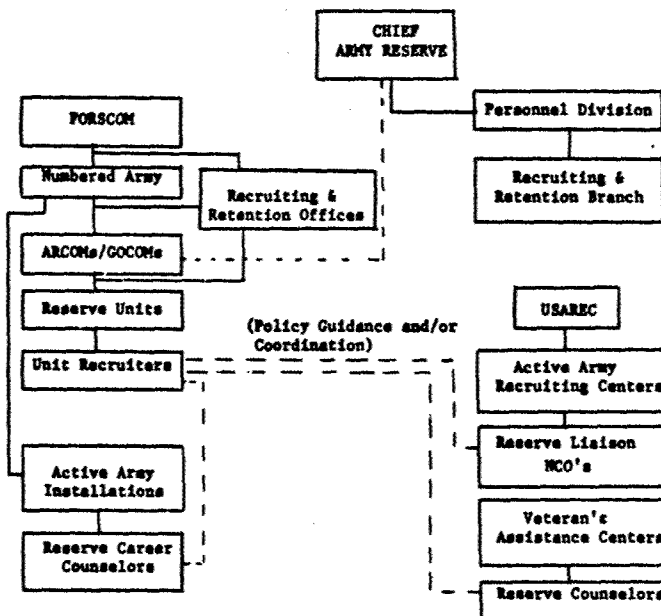 CHIEF
ARMY RESERVE
FORSCOM
Personnel Division
Numbered Army
Recruiting &
Retention Offices
Recruiting &
Retention Branch
ARCOMs/GOCOMs
Reserve Units
USAREC
(Policy Guidance and/or
Coordination)
Unit Recruiters
Active Army
Recruiting Centers
Reserve Liaison
NCO's
Active Army
Installations
Veteran's
Assistance Centers
Reserve Career
Counselors
Reserve Counselors